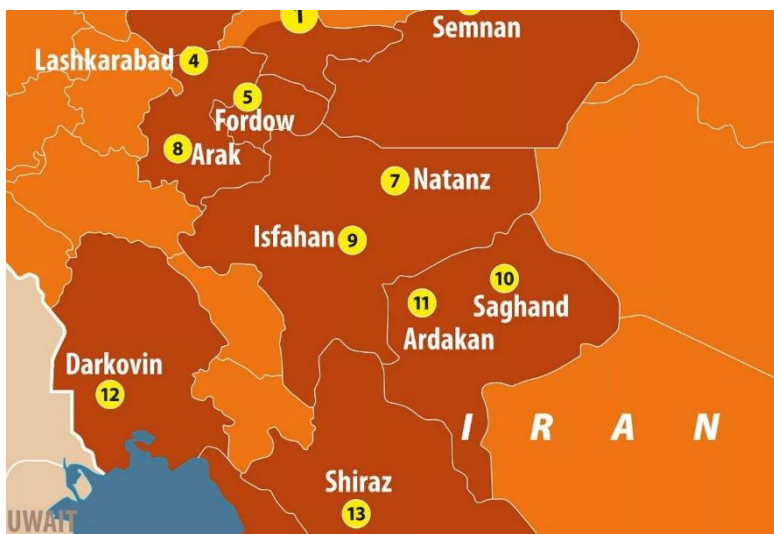 1
Semnan
Lashkarabad 4
5
Fordow
8 Arak
7 Natanz
Isfahan 9
10
Saghand
11
Ardakan
Darkovin
12
IRAN
Shiraz
13
UWAIT